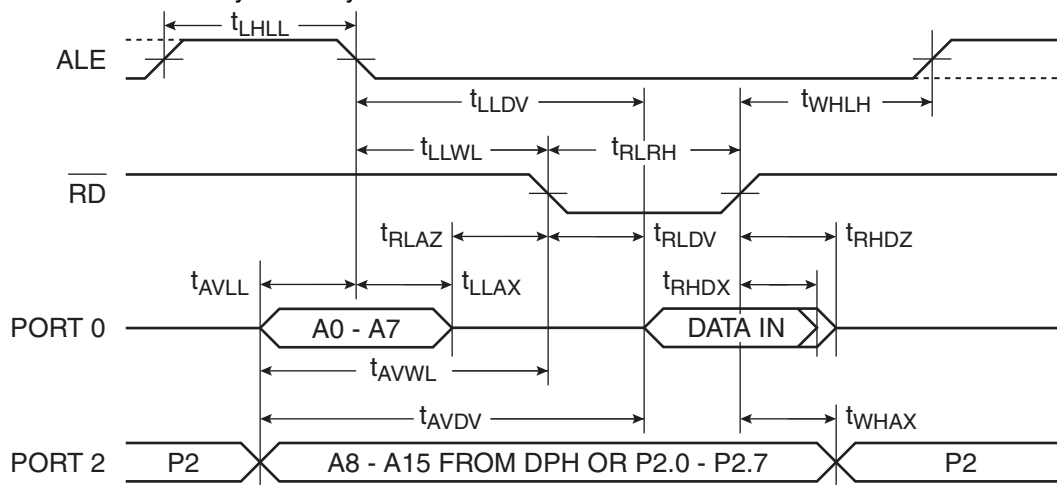 tLHLL
ALE
tLLDV
tWHLH
tLLWL
tRLRH
RD
tRLAZ
tRLDV
tRHDZ
tAVLL
tLLAX
tRHDX
PORT 0
A0 - A7
DATA IN
tAVWL
tAVDV
tWHAX
PORT 2
P2
A8 - A15 FROM DPH OR P2.0 - P2.7
P2